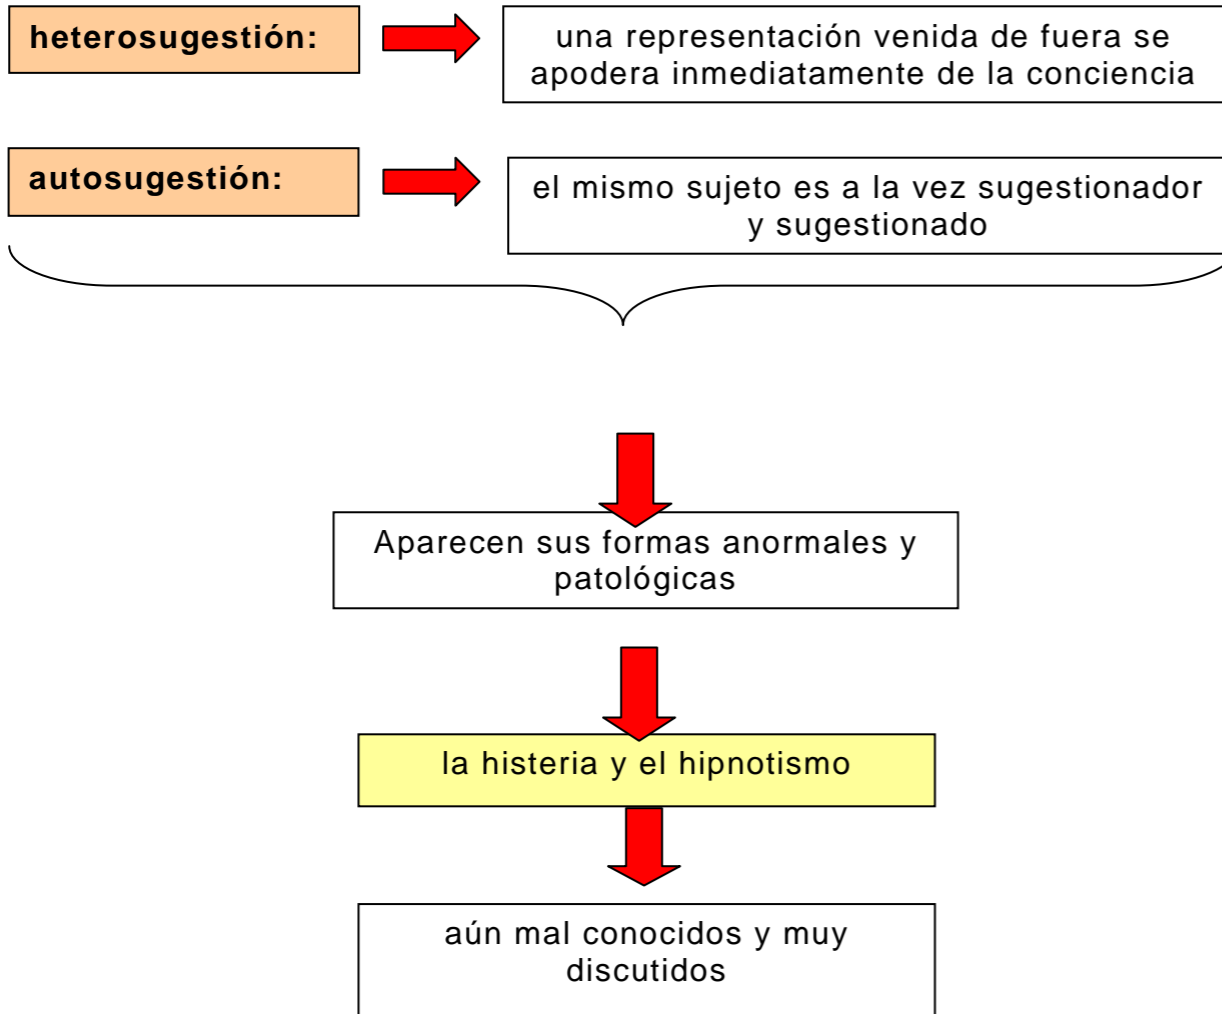 heterosugestión:
una representación venida de fuera se
apodera inmediatamente de la conciencia
autosugestión:
el mismo sujeto es a la vez sugestionador
y sugestionado
Aparecen sus formas anormales y
patológicas
la histeria y el hipnotismo
aún mal conocidos y muy
discutidos